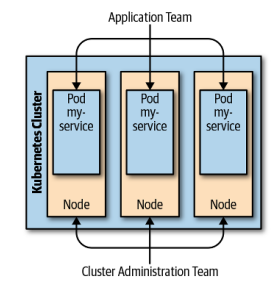 Application Team
Kubernetes Cluster
Pod
my-
service
Node
Pod
my-
service
Node
Pod
my-
service
Node
Cluster Administration Team